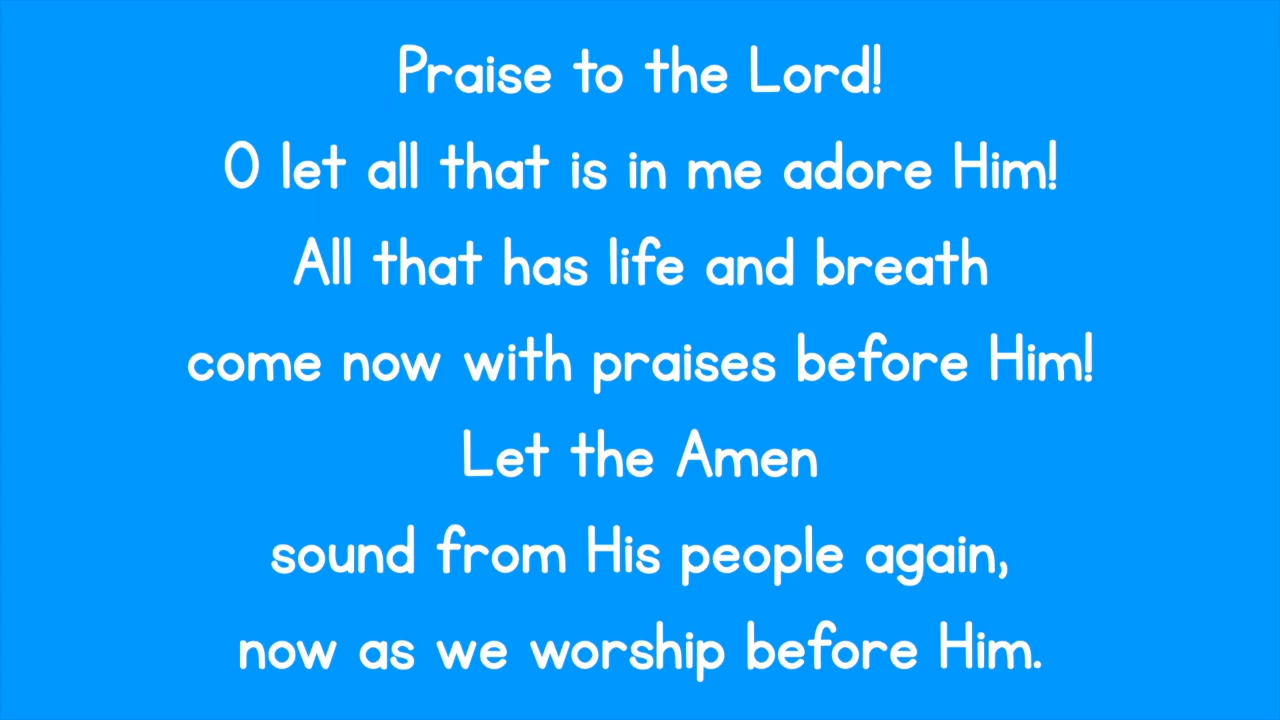 Praise to the Lord!
O let all that is in me adore Him!
All that has life and breath
come now with praises before Him!
Let the Amen
sound from His people again,
now as we worship before Him.